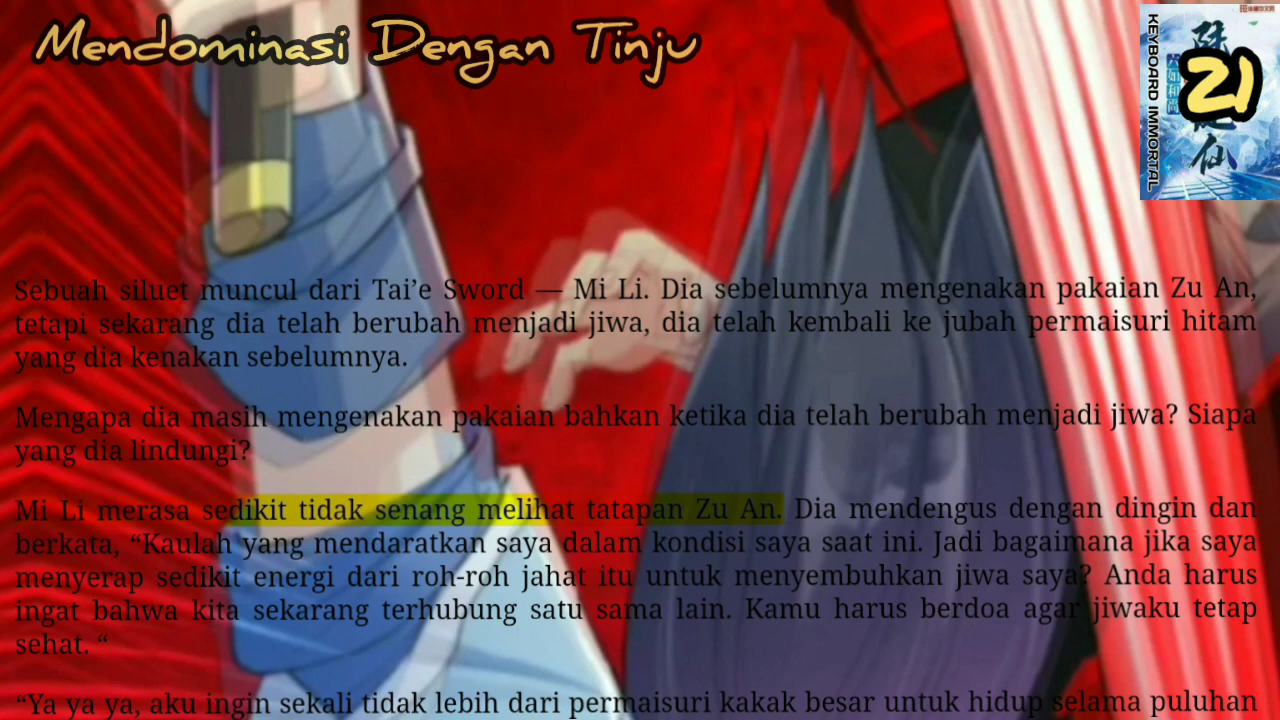 Mendominasi Dengan Tinju
KEYBOARD IMMORTAL
21
Sebuah siluet muncul dari Tai’e Sword — Mi Li. Dia sebelumnya mengenakan pakaian Zu An,
tetapi sekarang dia telah berubah menjadi jiwa, dia telah kembali ke jubah permaisuri hitam
yang dia kenakan sebelumnya.
Mengapa dia masih mengenakan pakaian bahkan ketika dia telah berubah menjadi jiwa? Siapa
yang dia lindungi?
Mi Li merasa sedikit tidak senang melihat tatapan Zu An. Dia mendengus dengan dingin dan
berkata, “Kaulah yang mendaratkan saya dalam kondisi saya saat ini. Jadi bagaimana jika saya
menyerap sedikit energi dari roh-roh jahat itu untuk menyembuhkan jiwa saya? Anda harus
ingat bahwa kita sekarang terhubung satu sama lain. Kamu harus berdoa agar jiwaku tetap
sehat. “
“Ya ya ya, aku ingin sekali tidak lebih dari permaisuri kakak besar untuk hidup selama puluhan